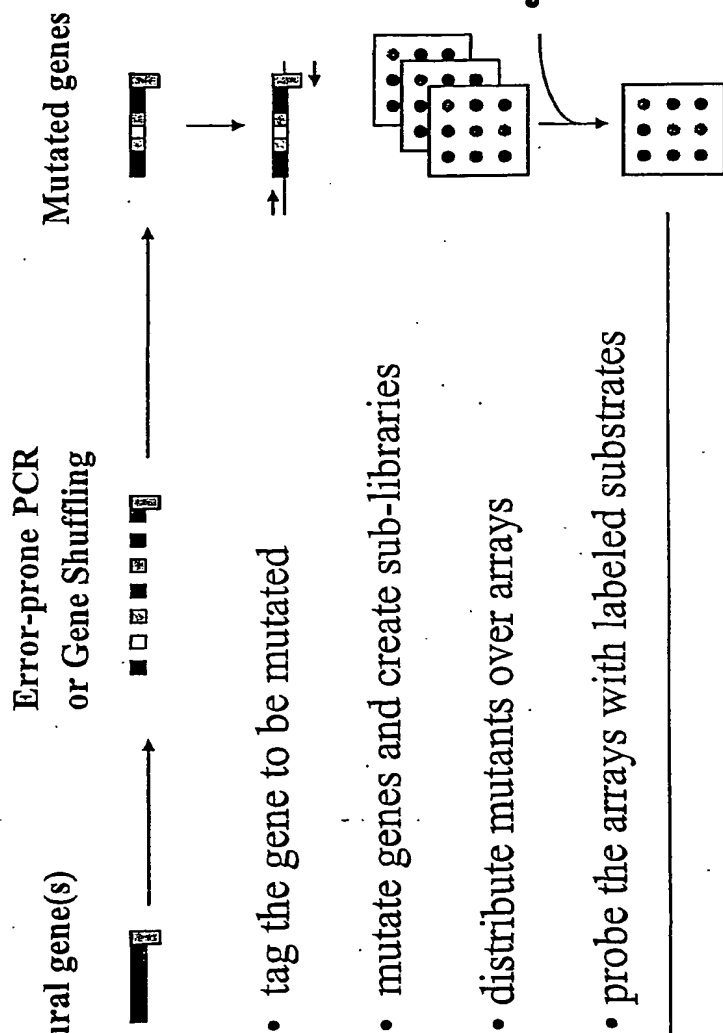 ural gene(s)
Error-prone PCR
or Gene Shuffling
Mutated genes
• tag the gene to be mutated
• mutate genes and create sub-libraries
• distribute mutants over arrays
• probe the arrays with labeled substrates